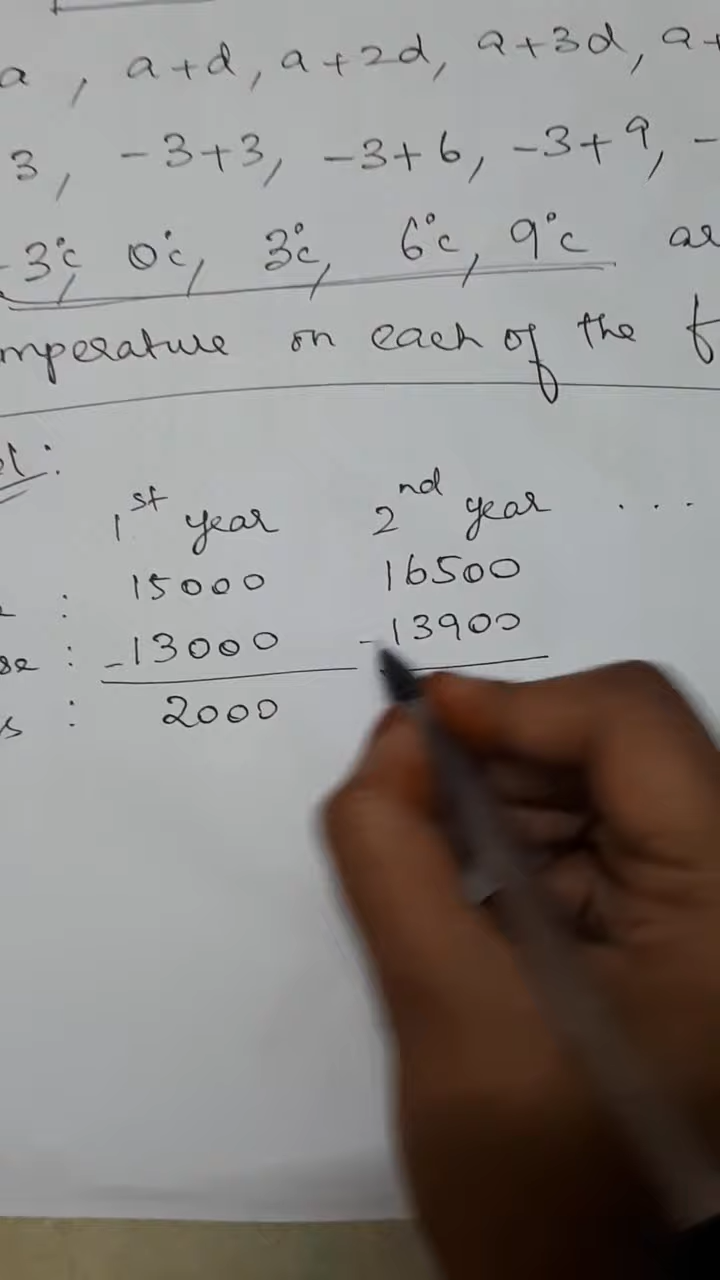 a, a+d, a+2d, a+3d, a+
3, -3+3, -3+6, -3+9, -
-3°c, 0°c, 3°c, 6°c, 9°c
on each of the
1st year 2nd year ...
: 15000 16500
: -13000 -13900
: 2000